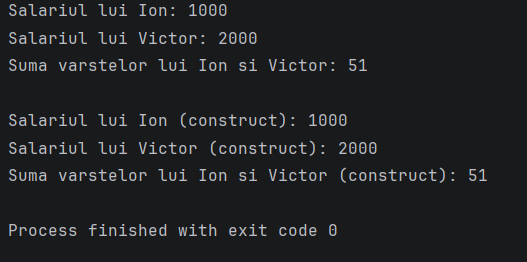 Salariul lui Ion: 1000
Salariul lui Victor: 2000
Suma varstelor lui Ion si Victor: 51
Salariul lui Ion (construct): 1000
Salariul lui Victor (construct): 2000
Suma varstelor lui Ion si Victor (construct): 51
Process finished with exit code 0